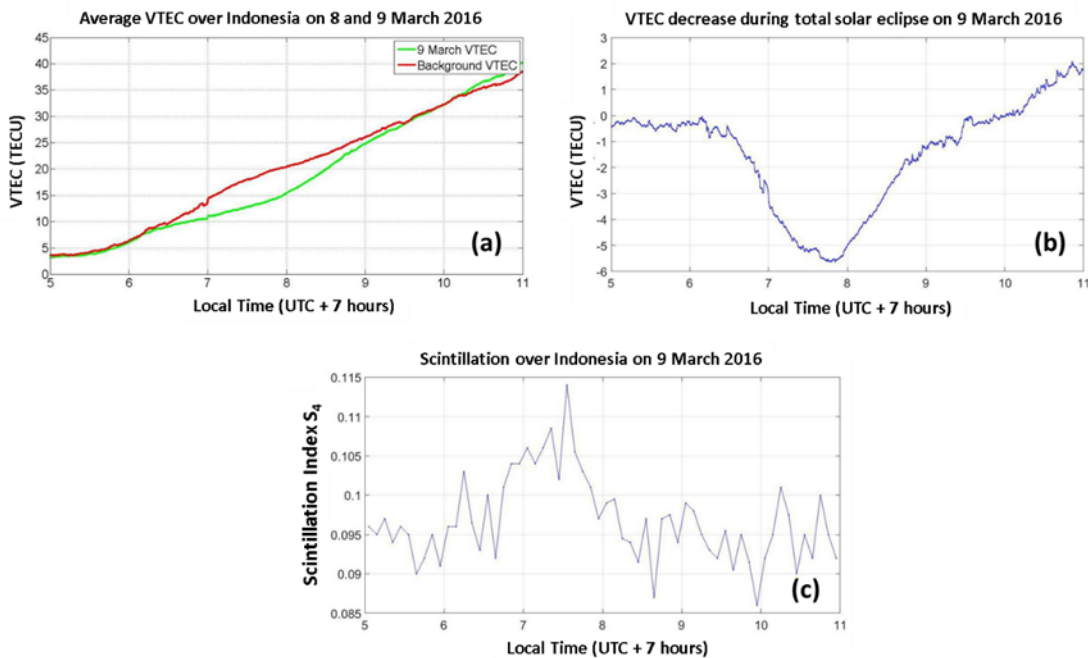 Average VTEC over Indonesia on 8 and 9 March 2016
VTEC (TECU)
45
40
35
30
25
20
15
10
5
0
9 March VTEC
Background VTEC
(a)
5 6 7 8 9 10 11
Local Time (UTC + 7 hours)
VTEC decrease during total solar eclipse on 9 March 2016
VTEC (TECU)
3
2
1
0
-1
-2
-3
-4
-5
-6
(b)
5 6 7 8 9 10 11
Local Time (UTC + 7 hours)
Scintillation over Indonesia on 9 March 2016
Scintillation Index S₄
0.115
0.11
0.105
0.1
0.095
0.09
0.085
(c)
5 6 7 8 9 10 11
Local Time (UTC + 7 hours)